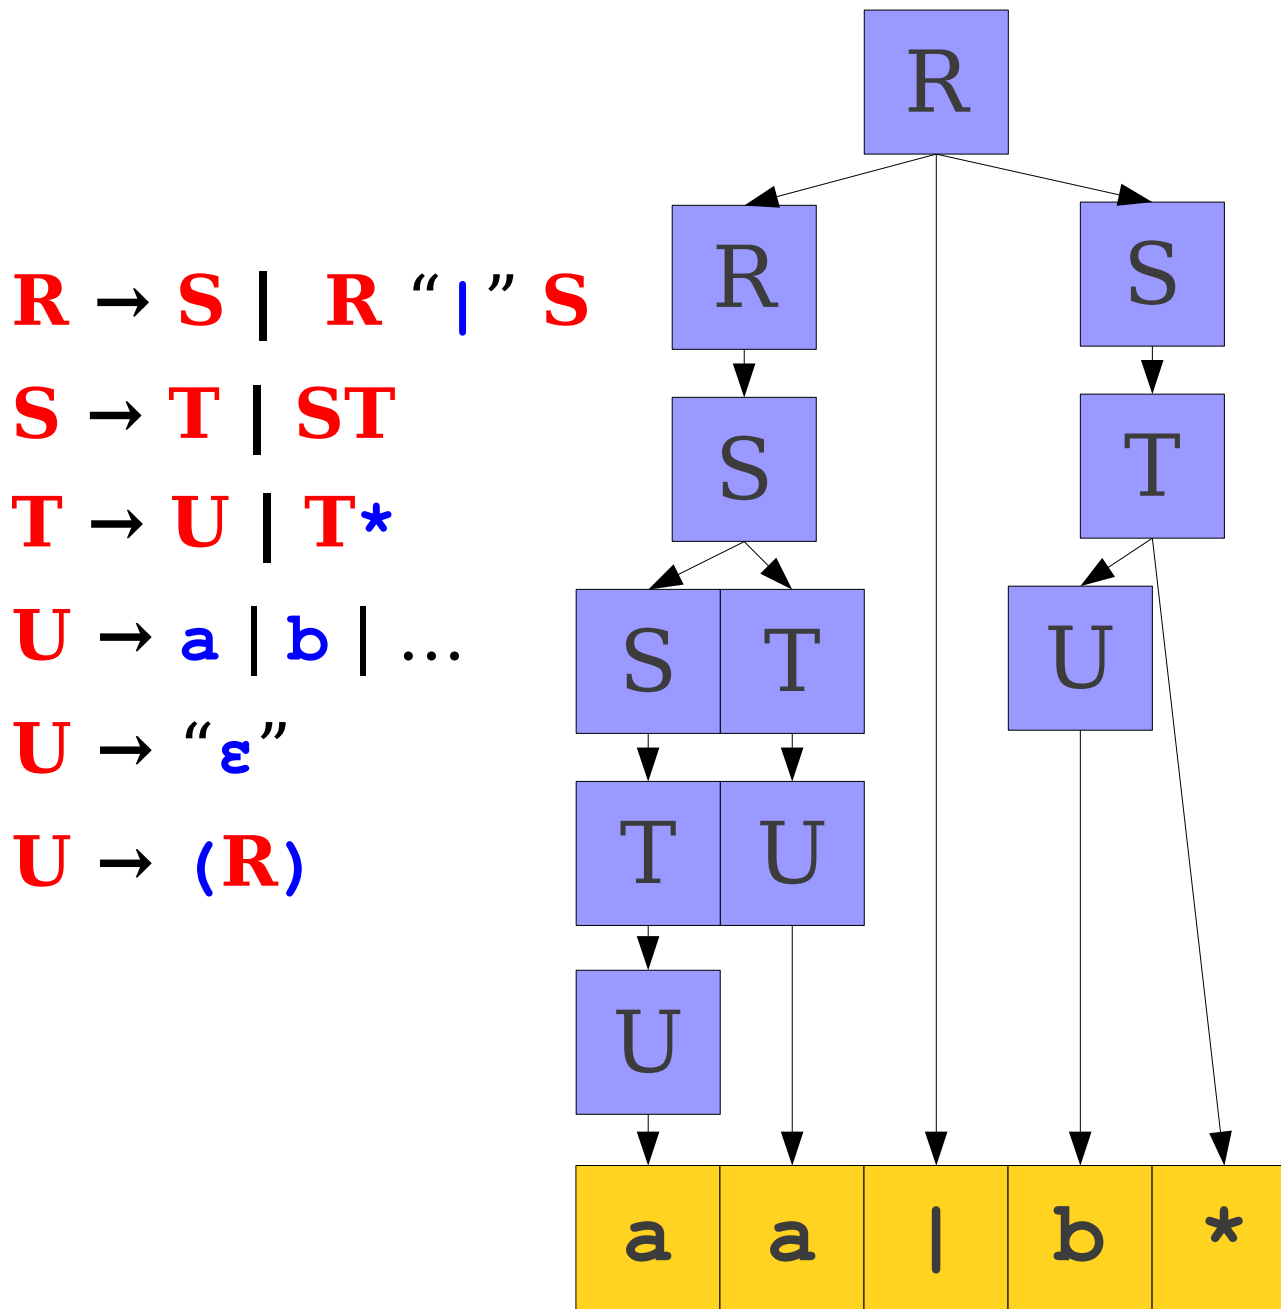 R
R S
R → S | R “|” S
S → T | ST
S T
T → U | T*
U → a | b | …
S T U
U → “ε”
T U
U → (R)
U
a a | b *